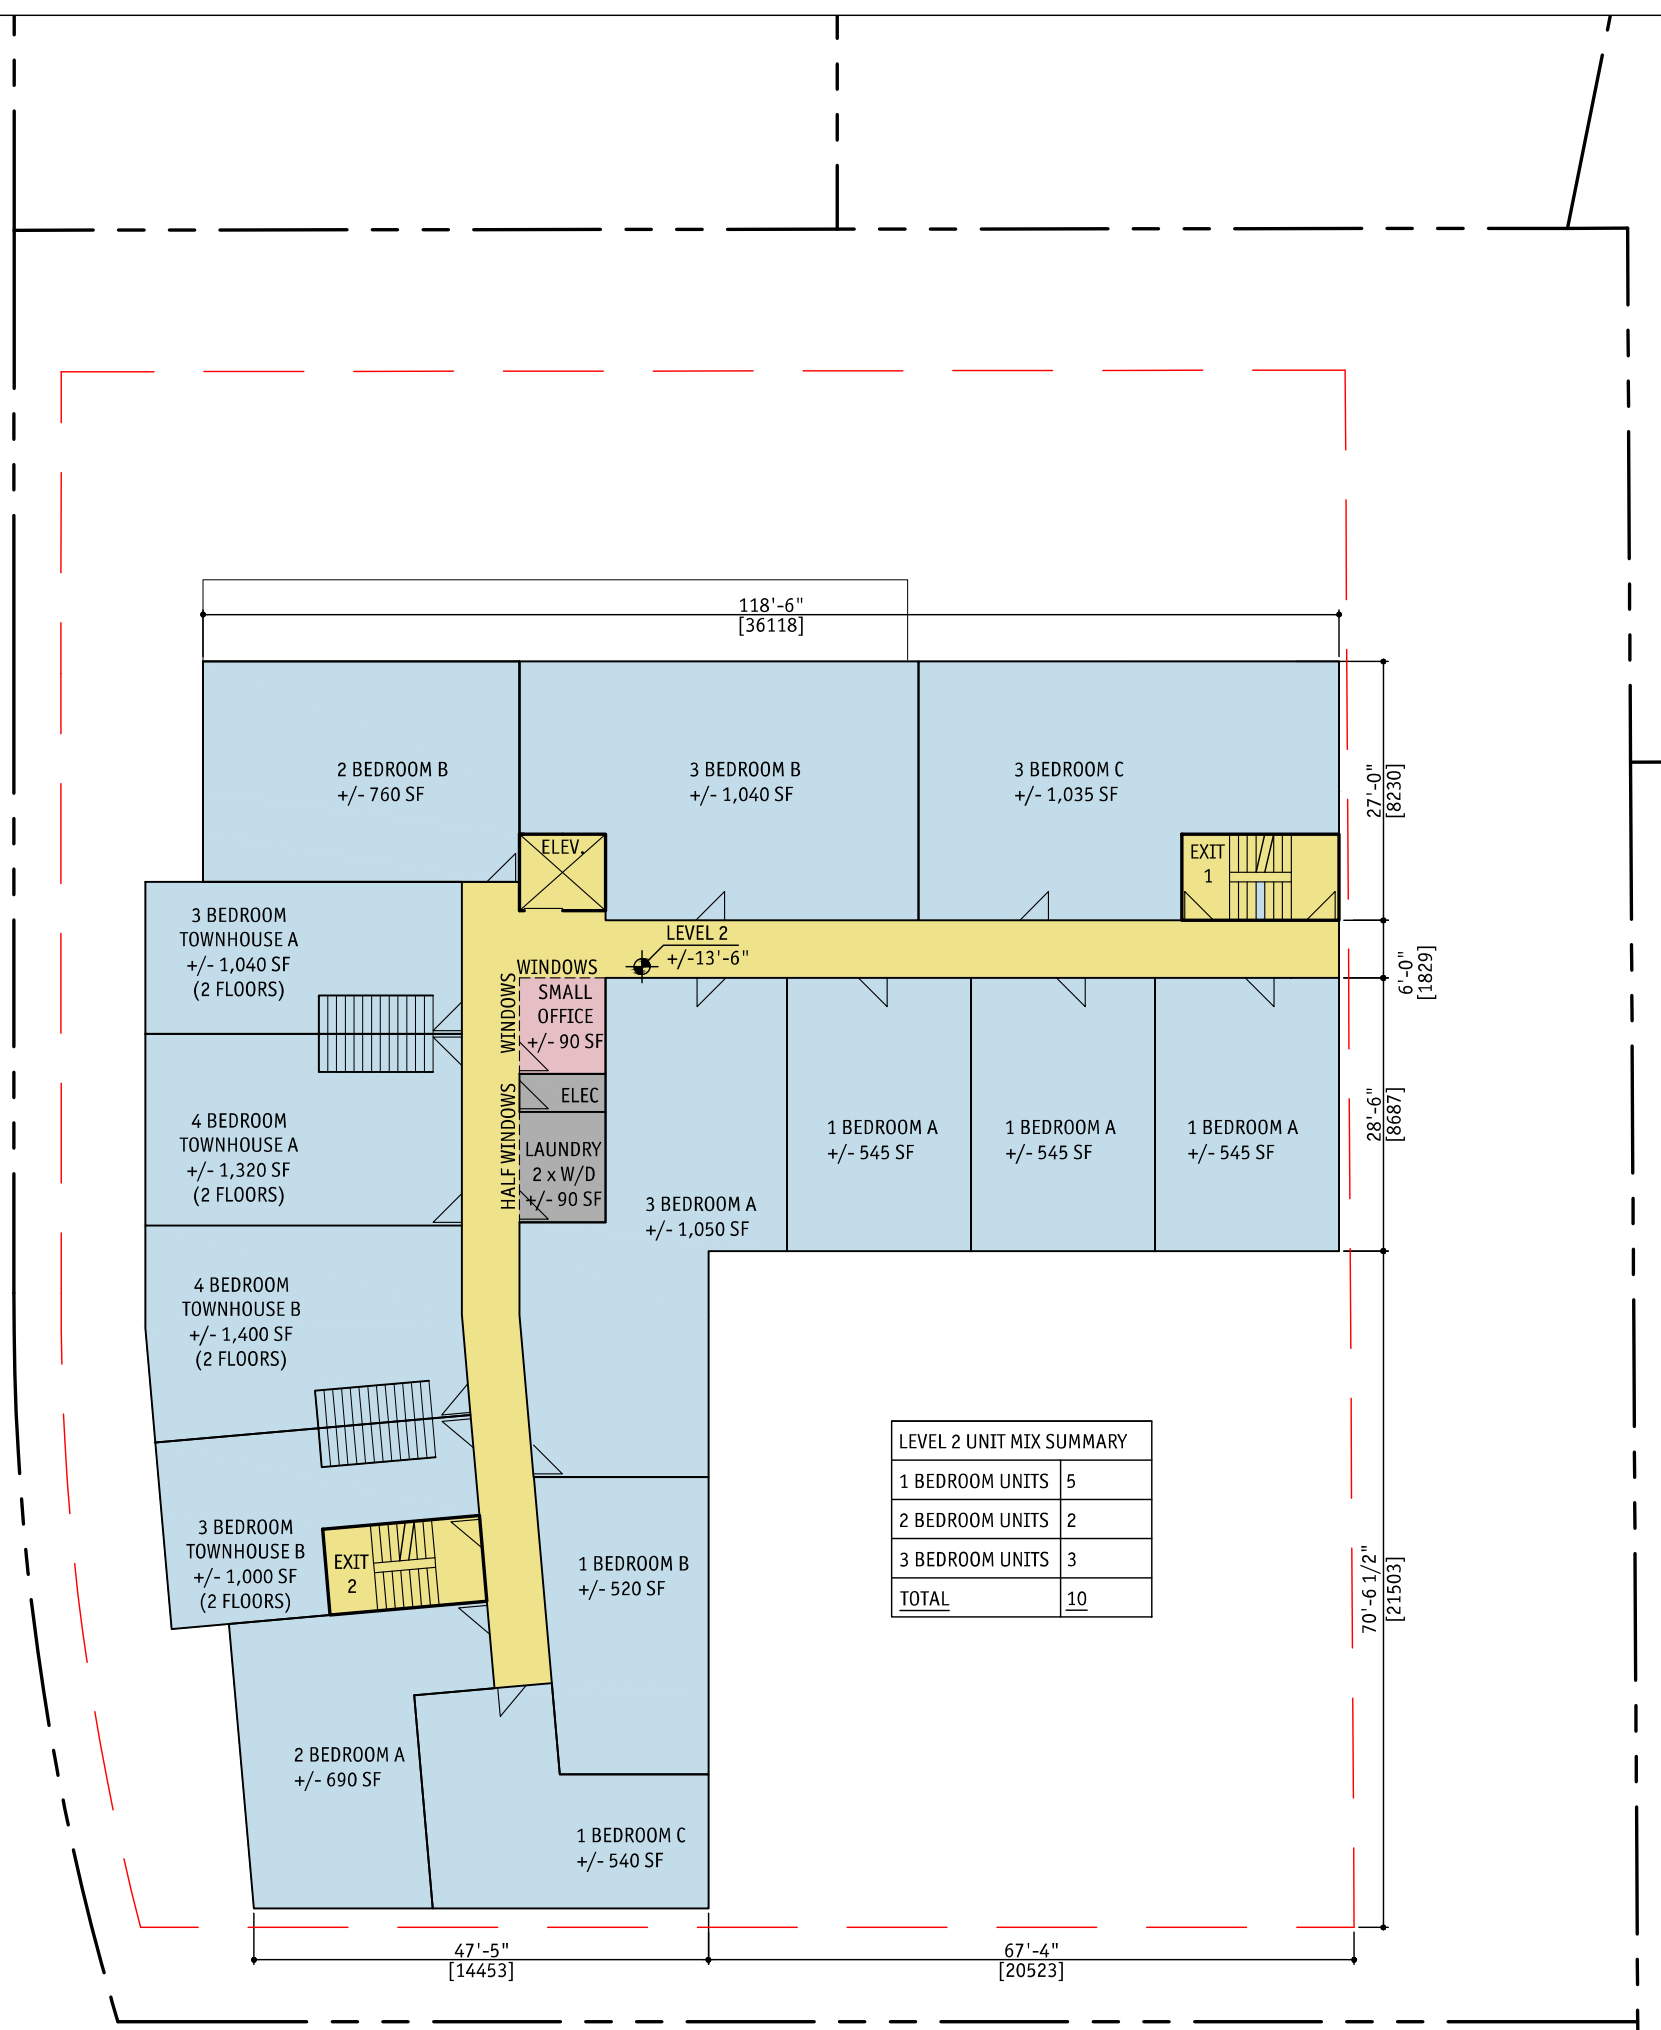 118'-6"
[36118]
2 BEDROOM B
+/- 760 SF
3 BEDROOM B
+/- 1,040 SF
3 BEDROOM C
+/- 1,035 SF
27'-0"
[8230]
ELEV.
EXIT
1
3 BEDROOM
TOWNHOUSE A
+/- 1,040 SF
(2 FLOORS)
LEVEL 2
+/-13'-6"
6'-0"
[1829]
WINDOWS
WINDOWS
SMALL
OFFICE
+/- 90 SF
ELEC
HALF WINDOWS
LAUNDRY
2 x W/D
+/- 90 SF
4 BEDROOM
TOWNHOUSE A
+/- 1,320 SF
(2 FLOORS)
3 BEDROOM A
+/- 1,050 SF
1 BEDROOM A
+/- 545 SF
1 BEDROOM A
+/- 545 SF
1 BEDROOM A
+/- 545 SF
28'-6"
[8687]
4 BEDROOM
TOWNHOUSE B
+/- 1,400 SF
(2 FLOORS)
LEVEL 2 UNIT MIX SUMMARY
1 BEDROOM UNITS 5
2 BEDROOM UNITS 2
3 BEDROOM UNITS 3
TOTAL 10
3 BEDROOM
TOWNHOUSE B
+/- 1,000 SF
(2 FLOORS)
EXIT
2
1 BEDROOM B
+/- 520 SF
70'-6 1/2"
[21503]
2 BEDROOM A
+/- 690 SF
1 BEDROOM C
+/- 540 SF
47'-5"
[14453]
67'-4"
[20523]